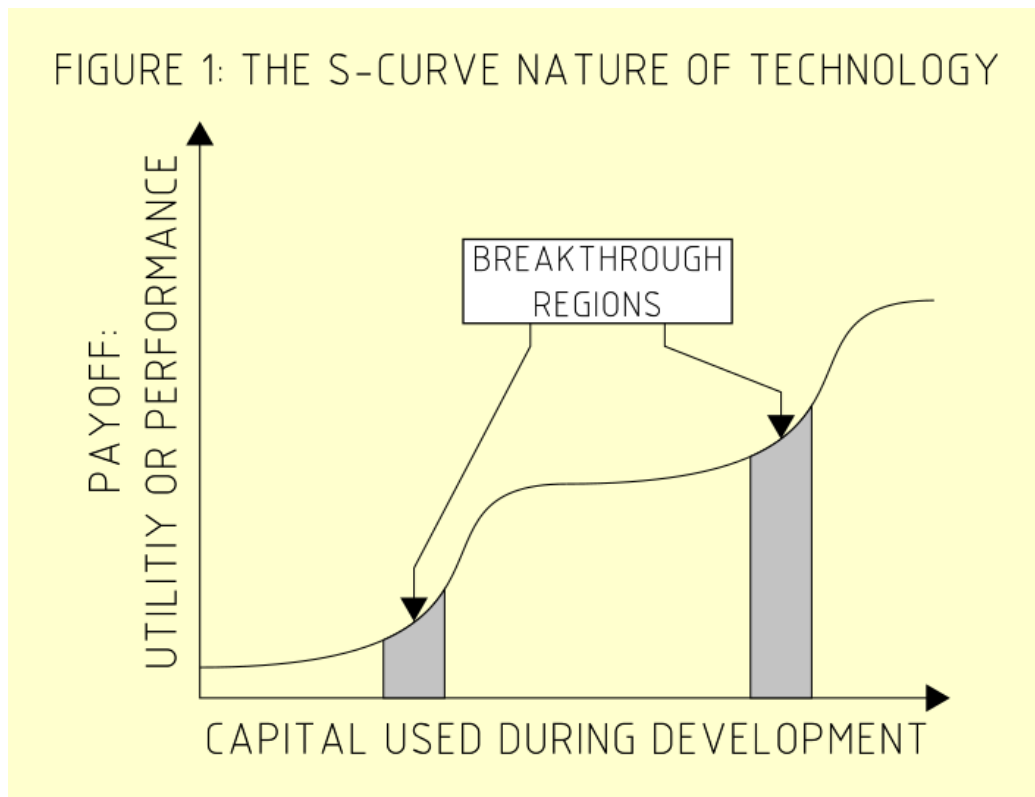 FIGURE 1: THE S-CURVE NATURE OF TECHNOLOGY
PAYOFF:
UTILITIY OR PERFORMANCE
BREAKTHROUGH
REGIONS
CAPITAL USED DURING DEVELOPMENT